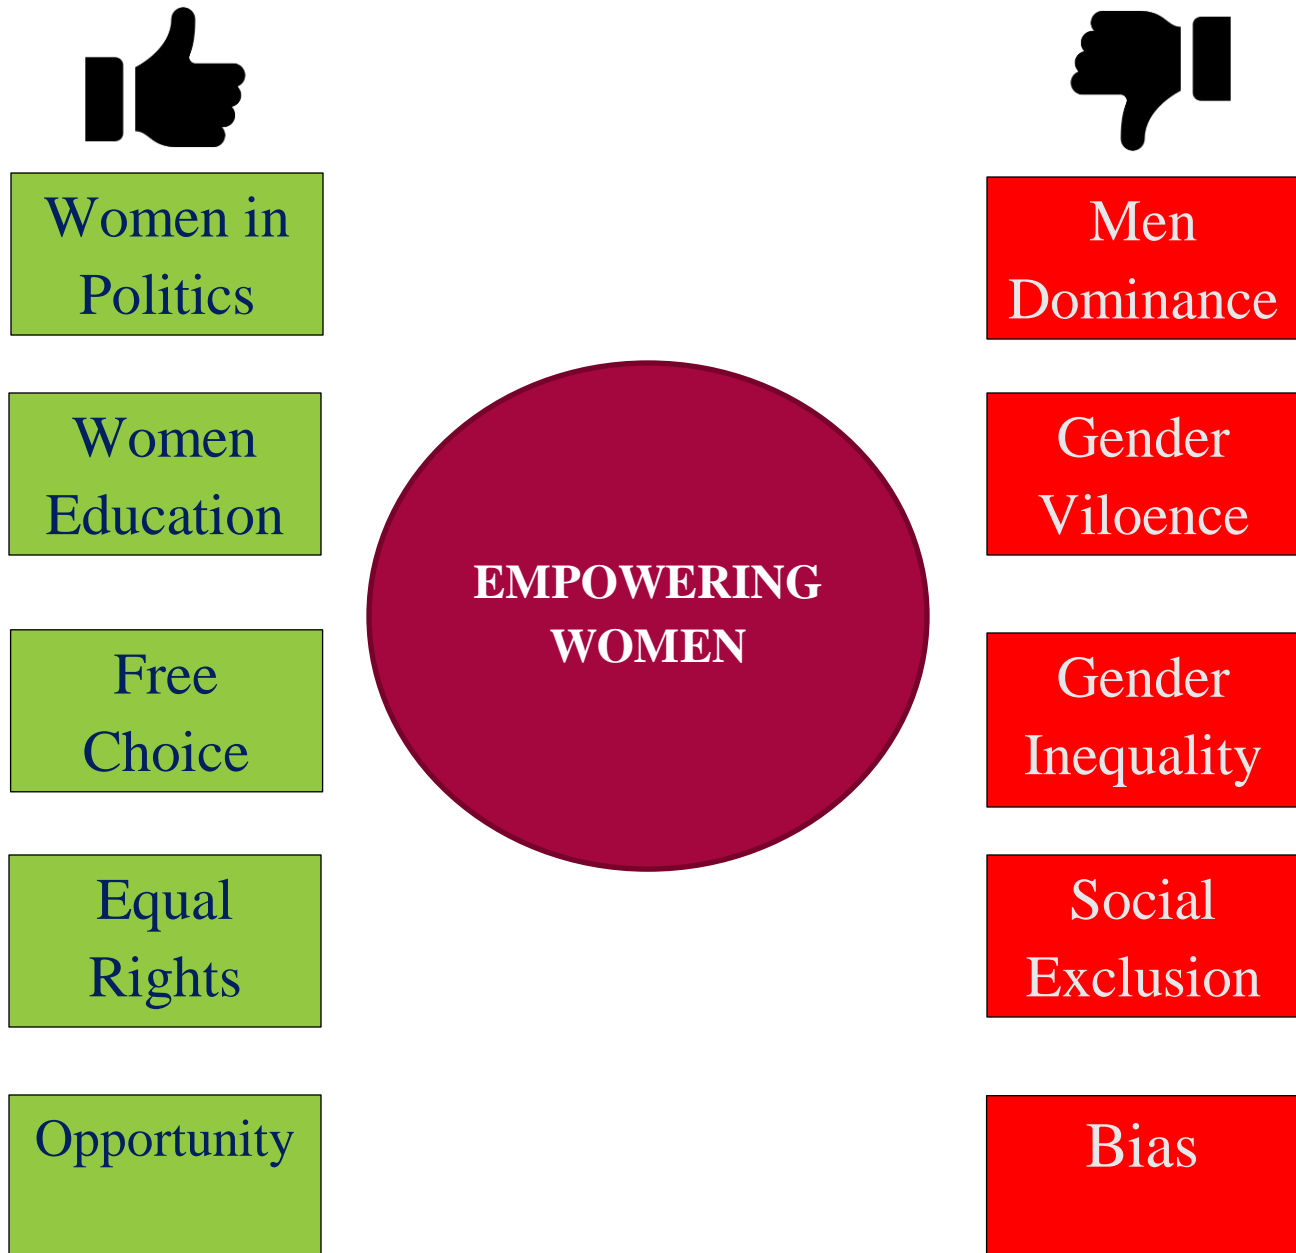 Women in
Politics
Women
Education
Free
Choice
Equal
Rights
Opportunity
EMPOWERING
WOMEN
Men
Dominance
Gender
Viloence
Gender
Inequality
Social
Exclusion
Bias